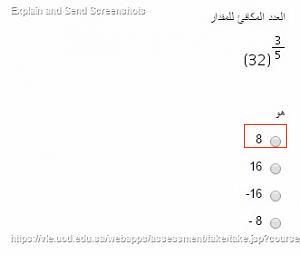 Explain and Send Screenshots
العدد المكافئ للمقدار
(32)^(3/5)
هو
8
16
-16
- 8
https://vle.uod.edu.sa/webapps/assessment/take/take.jsp?course